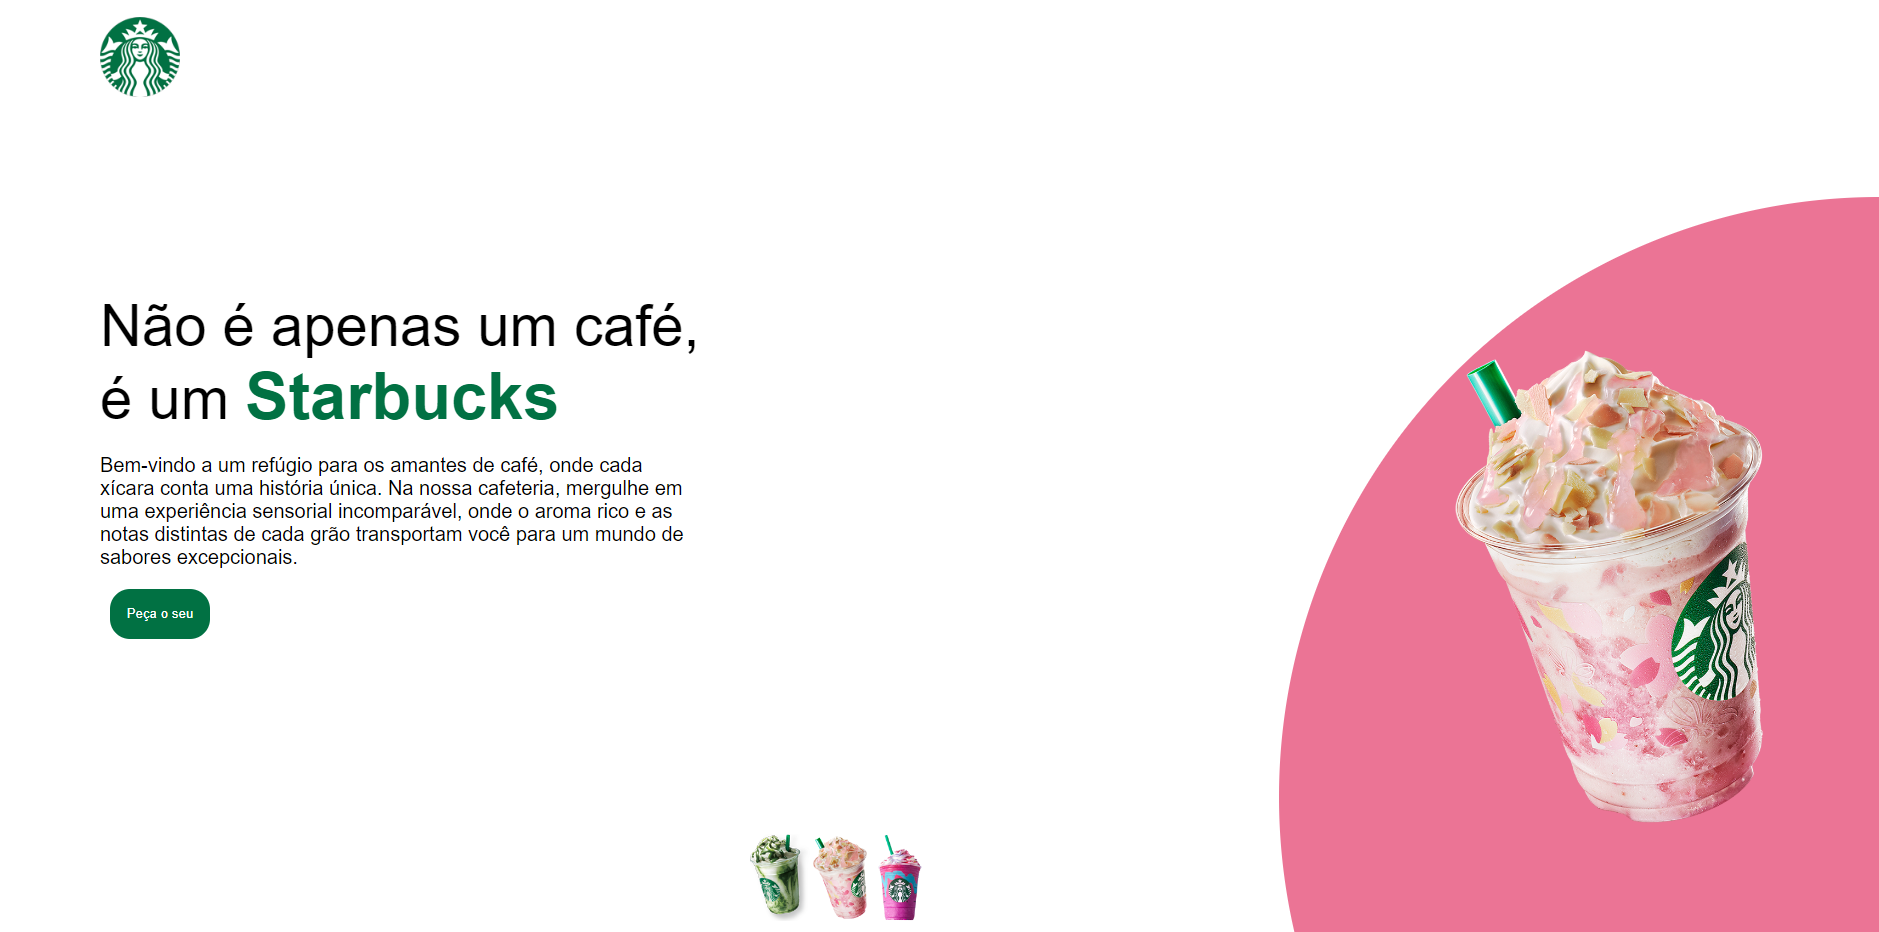 Não é apenas um café,
é um Starbucks
Bem-vindo a um refúgio para os amantes de café, onde cada
xícara conta uma história única. Na nossa cafeteria, mergulhe em
uma experiência sensorial incomparável, onde o aroma rico e as
notas distintas de cada grão transportam você para um mundo de
sabores excepcionais.
Peça o seu